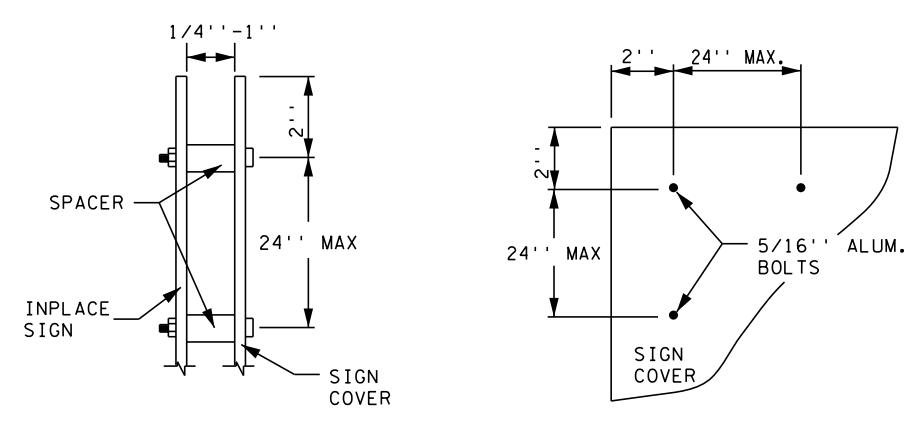 1/4''-1''
2''
SPACER
24'' MAX
INPLACE
SIGN
SIGN
COVER
2''
24'' MAX.
2''
24'' MAX
5/16'' ALUM.
BOLTS
SIGN
COVER